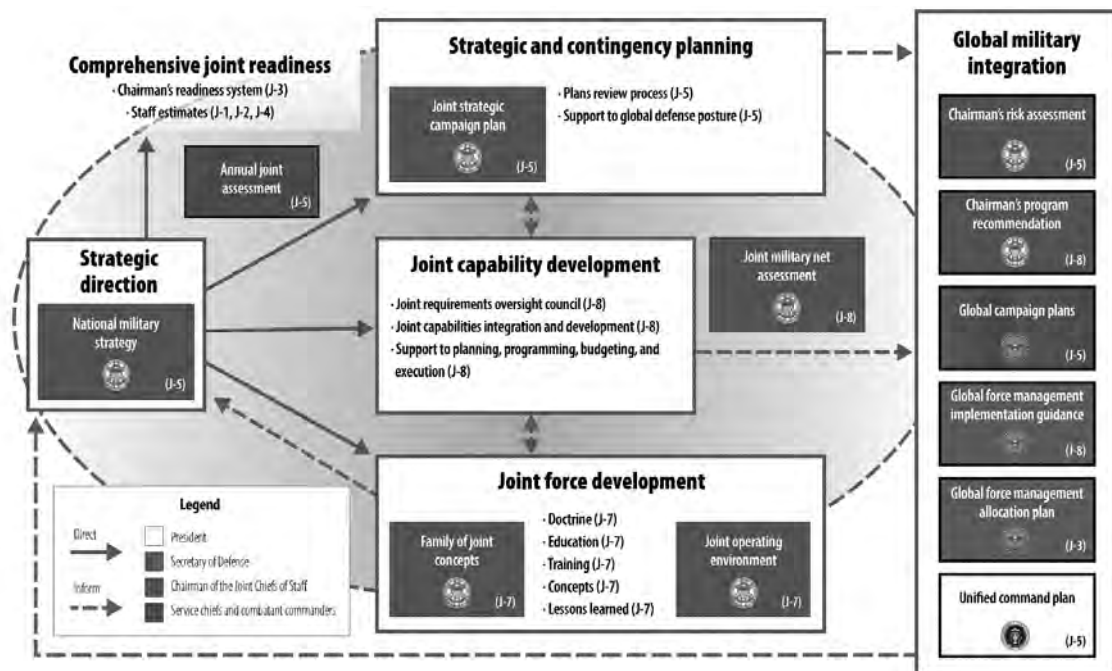 Comprehensive joint readiness
· Chairman's readiness system (J-3)
· Staff estimates (J-1, J-2, J-4)
Annual joint
assessment
(J-5)
Strategic
direction
National military
strategy
(J-5)
Strategic and contingency planning
Joint strategic
campaign plan
(J-5)
· Plans review process (J-5)
· Support to global defense posture (J-5)
Joint capability development
· Joint requirements oversight council (J-8)
· Joint capabilities integration and development (J-8)
· Support to planning, programming, budgeting, and
execution (J-8)
Joint military net
assessment
(J-8)
Joint force development
Family of joint
concepts
(J-7)
· Doctrine (J-7)
· Education (J-7)
· Training (J-7)
· Concepts (J-7)
· Lessons learned (J-7)
Joint operating
environment
(J-7)
Legend
Direct
Inform
President
Secretary of Defense
Chairman of the Joint Chiefs of Staff
Service chiefs and combatant commanders
Global military
integration
Chairman's risk assessment
(J-5)
Chairman's program
recommendation
(J-8)
Global campaign plans
(J-5)
Global force management
implementation guidance
(J-8)
Global force management
allocation plan
(J-3)
Unified command plan
(J-5)